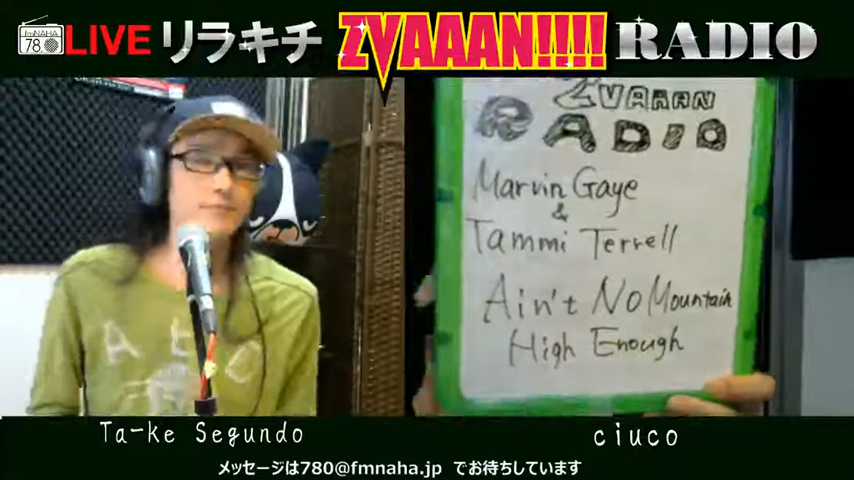 fmNAHA
78
LIVE リラキチ ZVAAAN!!!! RADIO
ZVARAN
RADIO
Marvin Gaye
&
Tammi Terrell
Ain't No Mountain
High Enough
Ta-Ke Segundo
ciuco
メッセージは780@fmnaha.jp でお待ちしています